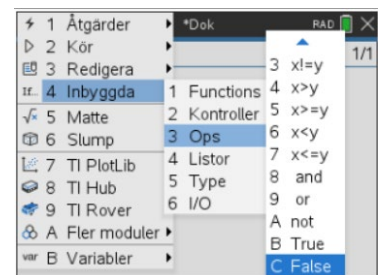 1 Åtgärder
2 Kör
3 Redigera
If... 4 Inbyggda
5 Matte
6 Slump
7 TI PlotLib
8 TI Hub
9 TI Rover
A Fler moduler
var B Variabler
*Dok
RAD
1/1
1 Functions
2 Kontroller
3 Ops
4 Listor
5 Type
6 I/O
3 x!=y
4 x>y
5 x>=y
6 x<y
7 x<=y
8 and
9 or
A not
B True
C False